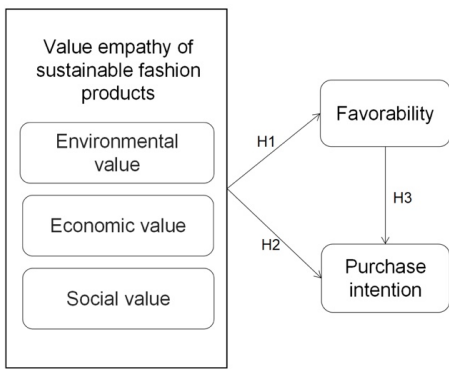 Value empathy of
sustainable fashion
products
Environmental
value
Economic value
Social value
H1
H2
Favorability
H3
Purchase
intention